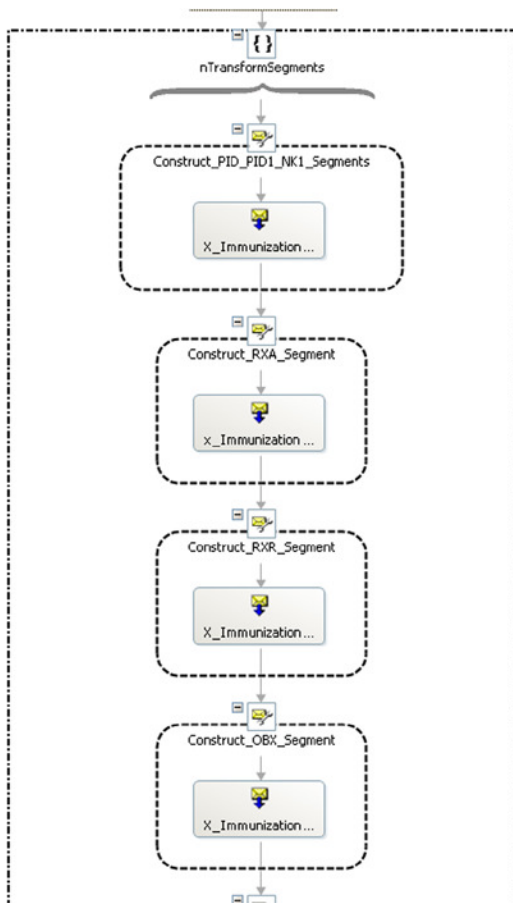 nTransformSegments
Construct_PID_PID1_NK1_Segments
X_Immunization ...
Construct_RXA_Segment
x_Immunization ...
Construct_RXR_Segment
X_Immunization ...
Construct_OBX_Segment
X_Immunization ...